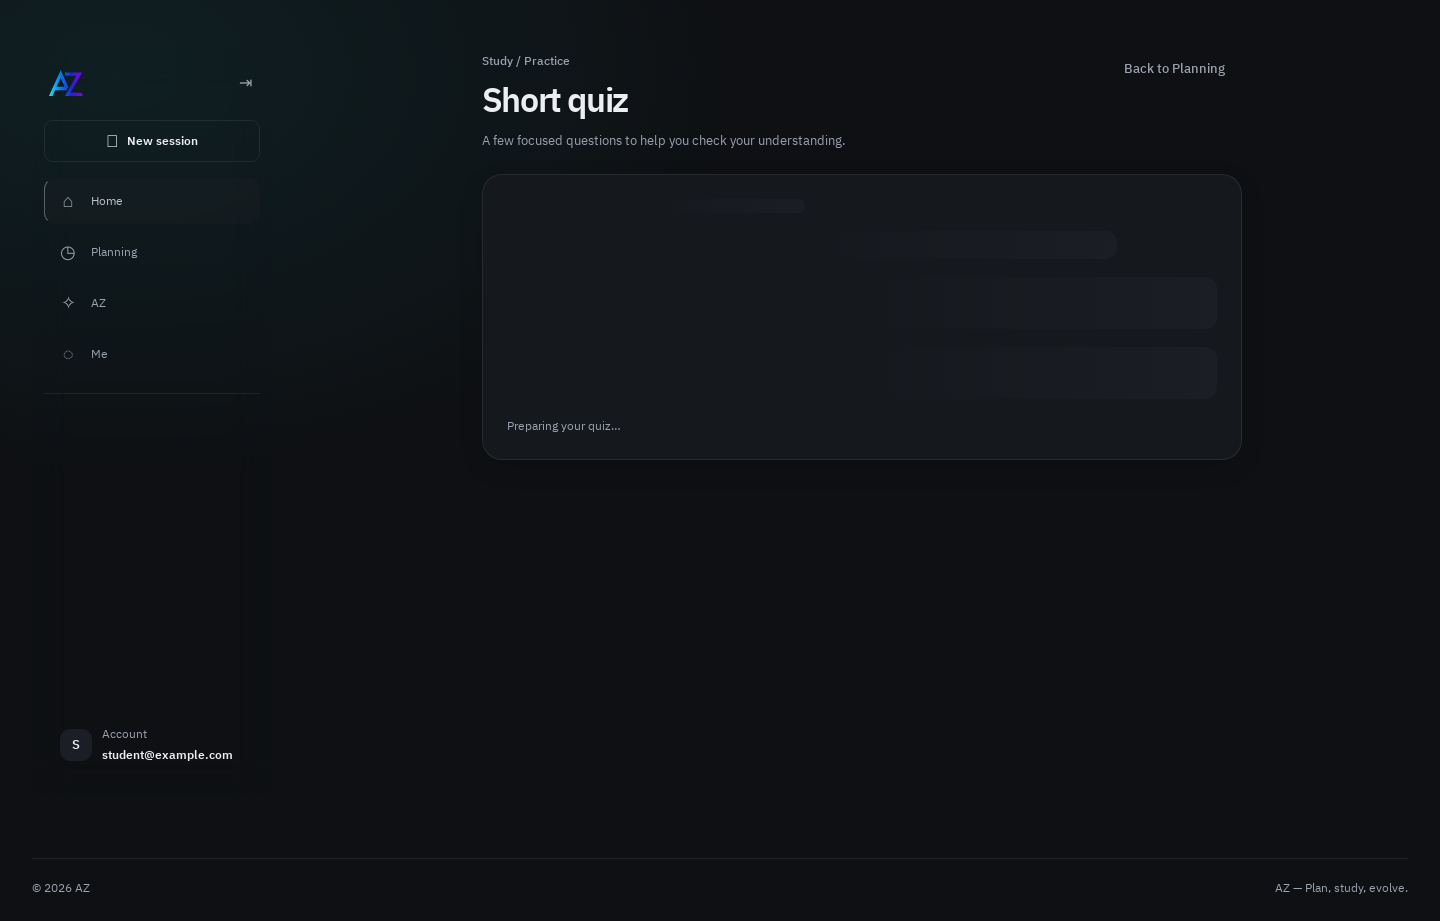 AZ
New session
Home
Planning
AZ
Me
S
Account
student@example.com
Study / Practice
Short quiz
A few focused questions to help you check your understanding.
Back to Planning
Preparing your quiz...
© 2026 AZ
AZ — Plan, study, evolve.